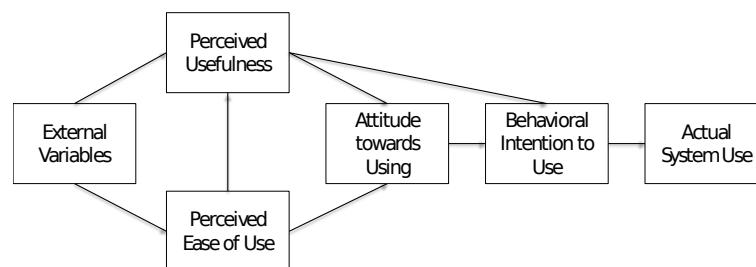 Perceived
Usefulness
External
Variables
Attitude
towards
Using
Behavioral
Intention to
Use
Actual
System Use
Perceived
Ease of Use